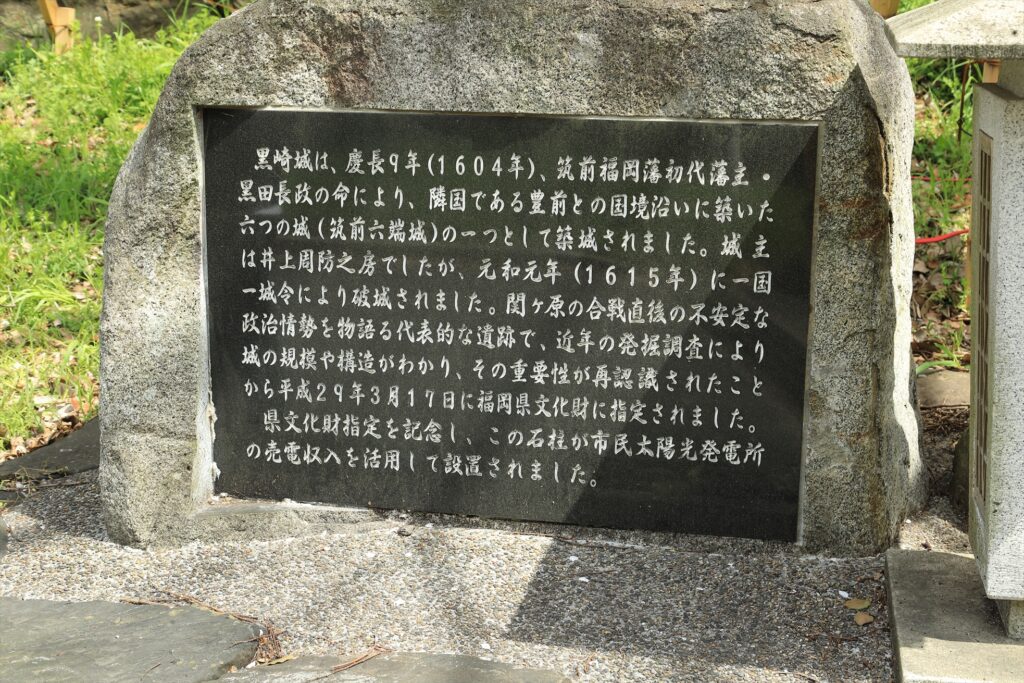 黒崎城は、慶長9年(1604年)、筑前福岡藩初代藩主・
黒田長政の命により、隣国である豊前との国境沿いに築いた
六つの城(筑前六端城)の一つとして築城されました。城主
は井上周防之房でしたが、元和元年(1615年)に一国
一城令により破城されました。関ヶ原の合戦直後の不安定な
政治情勢を物語る代表的な遺跡で、近年の発掘調査により
城の規模や構造がわかり、その重要性が再認識されたこと
から平成29年3月17日に福岡県文化財に指定されました。
県文化財指定を記念し、この石柱が市民太陽光発電所
の売電収入を活用して設置されました。